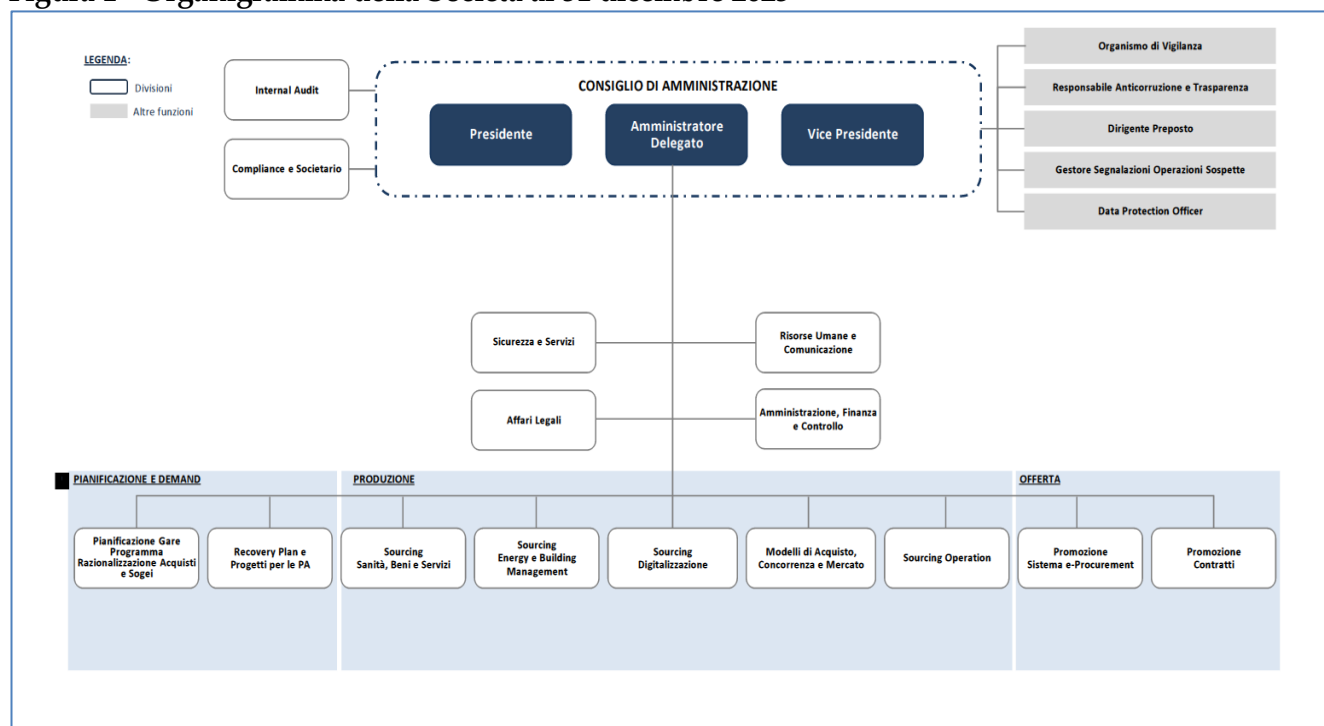 Figura 1 - Organigramma della Società al 31 dicembre 2023
LEGENDA:
Divisioni
Altre funzioni
Internal Audit
Compliance e Societario
CONSIGLIO DI AMMINISTRAZIONE
Presidente
Amministratore
Delegato
Vice Presidente
Organismo di Vigilanza
Responsabile Anticorruzione e Trasparenza
Dirigente Preposto
Gestore Segnalazioni Operazioni Sospette
Data Protection Officer
Sicurezza e Servizi
Risorse Umane e
Comunicazione
Affari Legali
Amministrazione, Finanza
e Controllo
PIANIFICAZIONE E DEMAND
PRODUZIONE
OFFERTA
Pianificazione Gare
Programma
Razionalizzazione Acquisti
e Sogei
Recovery Plan e
Progetti per le PA
Sourcing
Sanità, Beni e Servizi
Sourcing
Energy e Building
Management
Sourcing
Digitalizzazione
Modelli di Acquisto,
Concorrenza e Mercato
Sourcing Operation
Promozione
Sistema e-Procurement
Promozione
Contratti